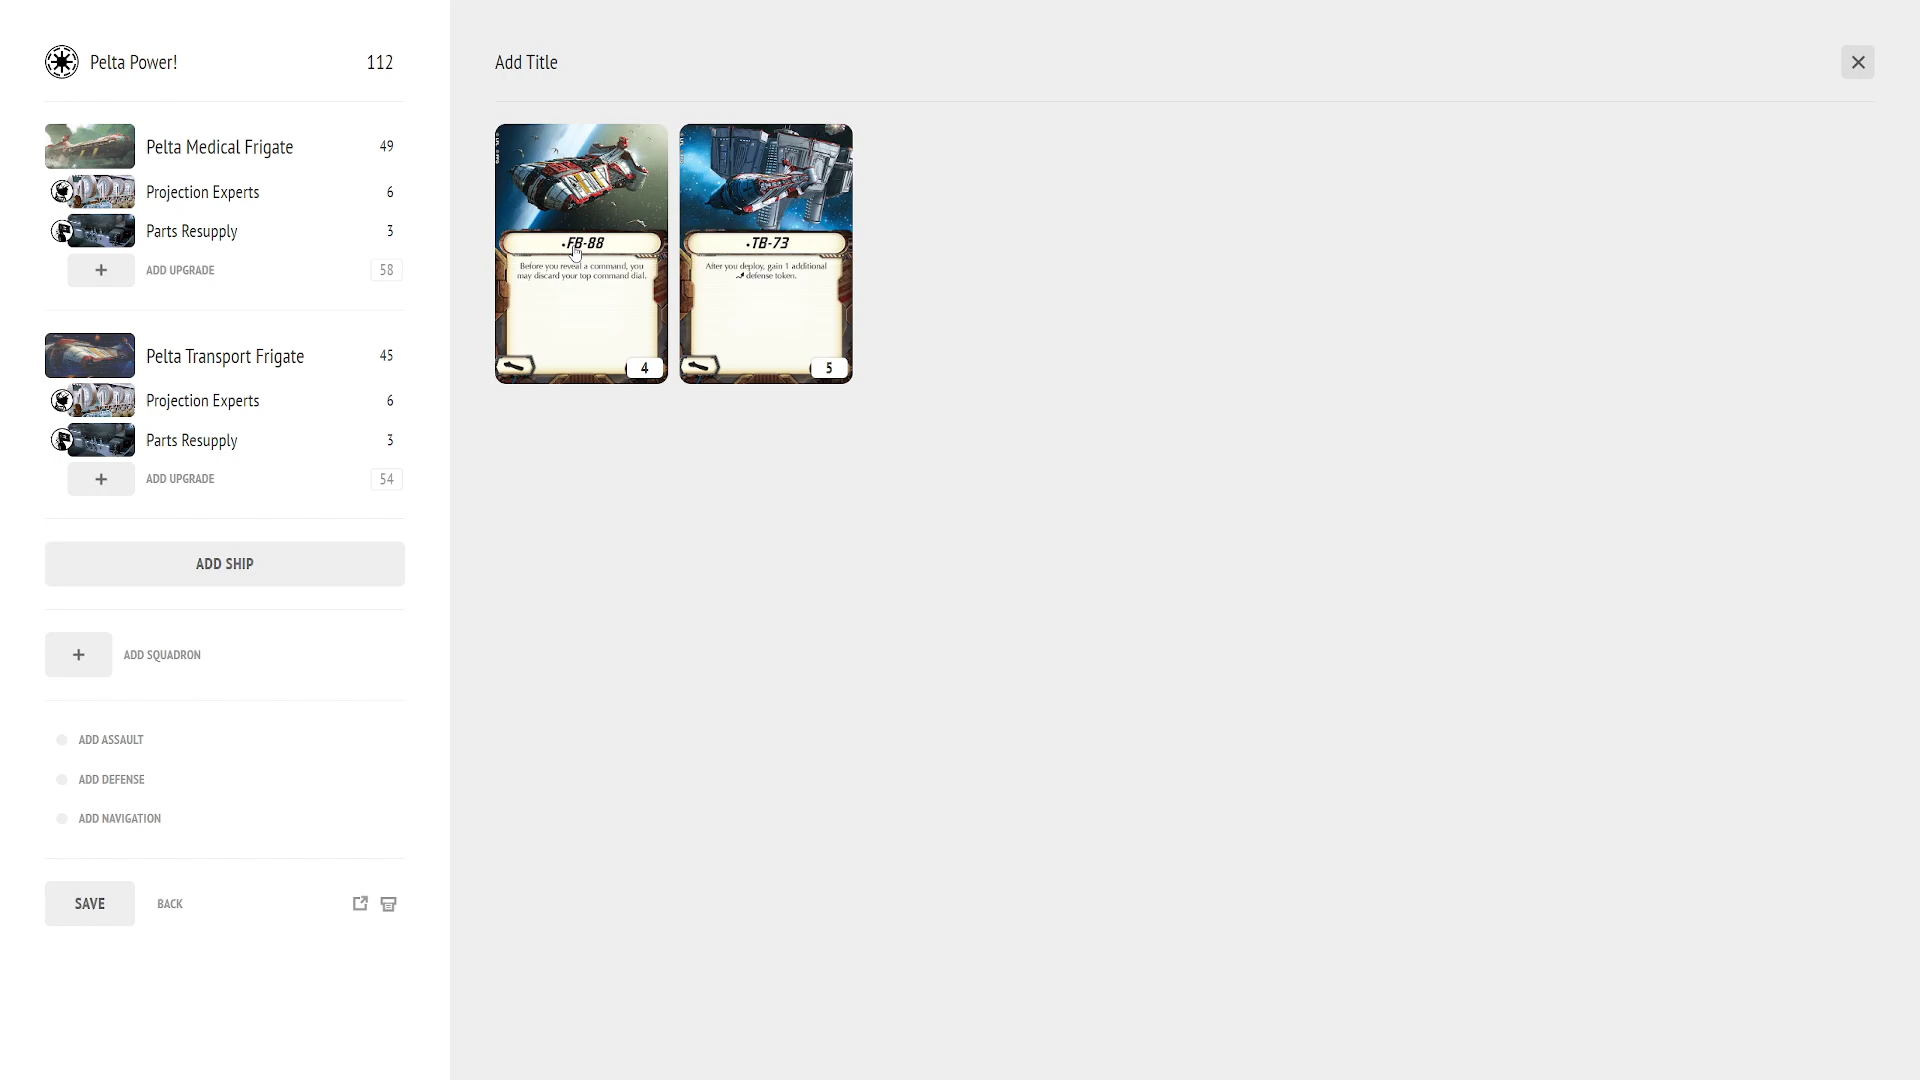 Pelta Power!
112
Pelta Medical Frigate
49
Projection Experts
6
Parts Resupply
3
+
ADD UPGRADE
58
Pelta Transport Frigate
45
Projection Experts
6
Parts Resupply
3
+
ADD UPGRADE
54
ADD SHIP
+
ADD SQUADRON
ADD ASSAULT
ADD DEFENSE
ADD NAVIGATION
SAVE
BACK
Add Title
•FB-88
Before you reveal a command, you
may discard your top command dial.
4
•TB-73
After you deploy, gain 1 additional
defense token.
5